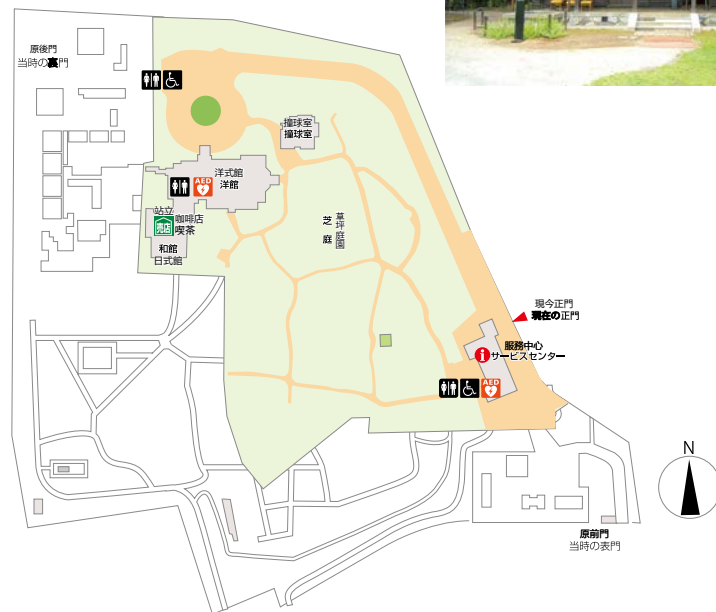 原後門
当時の裏門
撞球室
撞球室
洋式館
洋館
AED
站立
売店
咖啡店
喫茶
和館
日式館
草坪庭園
芝庭
現今正門
現在の正門
服務中心
サービスセンター
i
AED
N
原前門
当時の表門